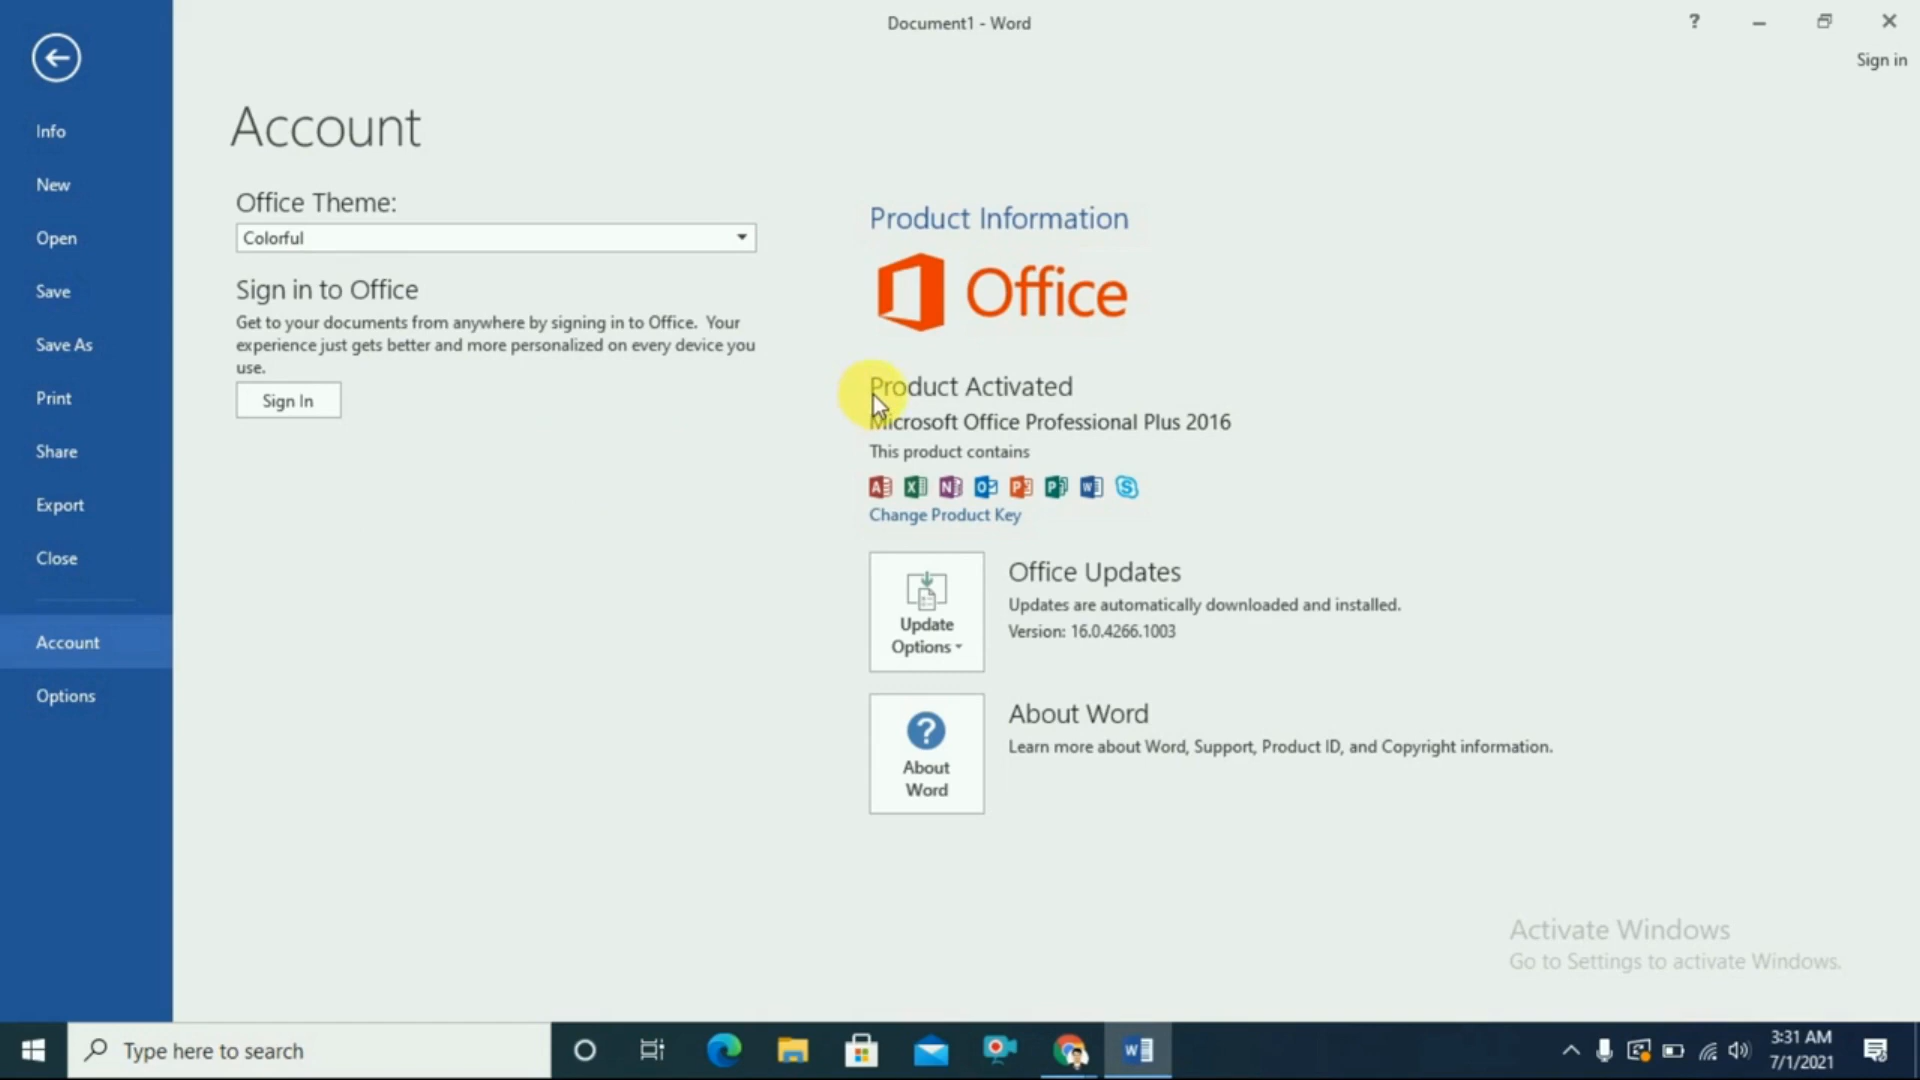 Document1 - Word
?
Sign in
Info
New
Open
Save
Save As
Print
Share
Export
Close
Account
Options
Account
Office Theme:
Colorful
Sign in to Office
Get to your documents from anywhere by signing in to Office. Your
experience just gets better and more personalized on every device you
use.
Sign In
Product Information
Office
Product Activated
Microsoft Office Professional Plus 2016
This product contains
Change Product Key
Update
Options
Office Updates
Updates are automatically downloaded and installed.
Version: 16.0.4266.1003
?
About
Word
About Word
Learn more about Word, Support, Product ID, and Copyright information.
Activate Windows
Go to Settings to activate Windows.
Type here to search
3:31 AM
7/1/2021